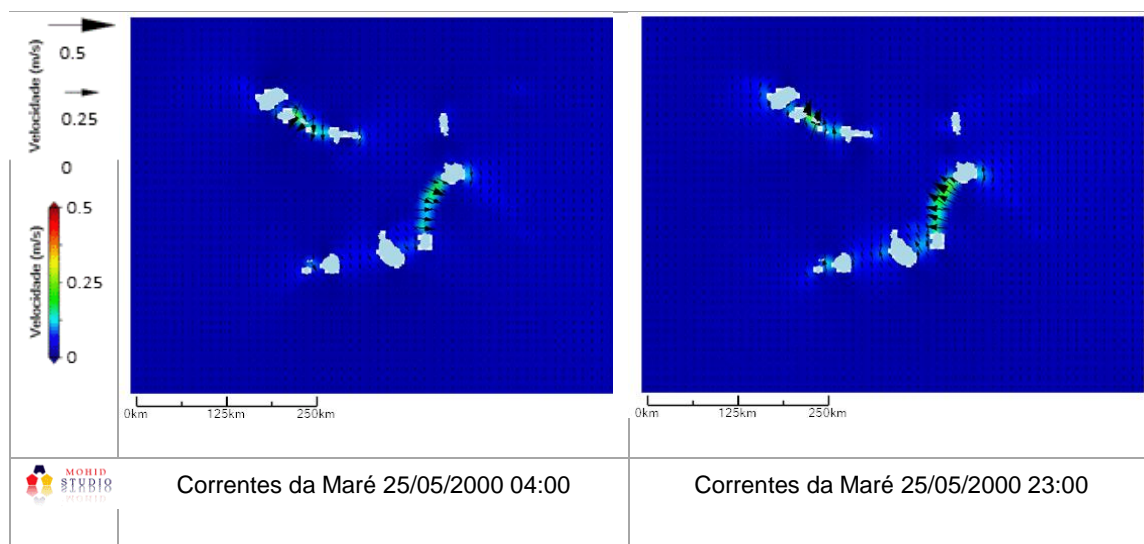 Velocidade (m/s)
0.5
0.25
0
Velocidade (m/s)
0.5
0.25
0
0km 125km 250km
0km 125km 250km
MOHID
STUDIO
Correntes da Maré 25/05/2000 04:00
Correntes da Maré 25/05/2000 23:00